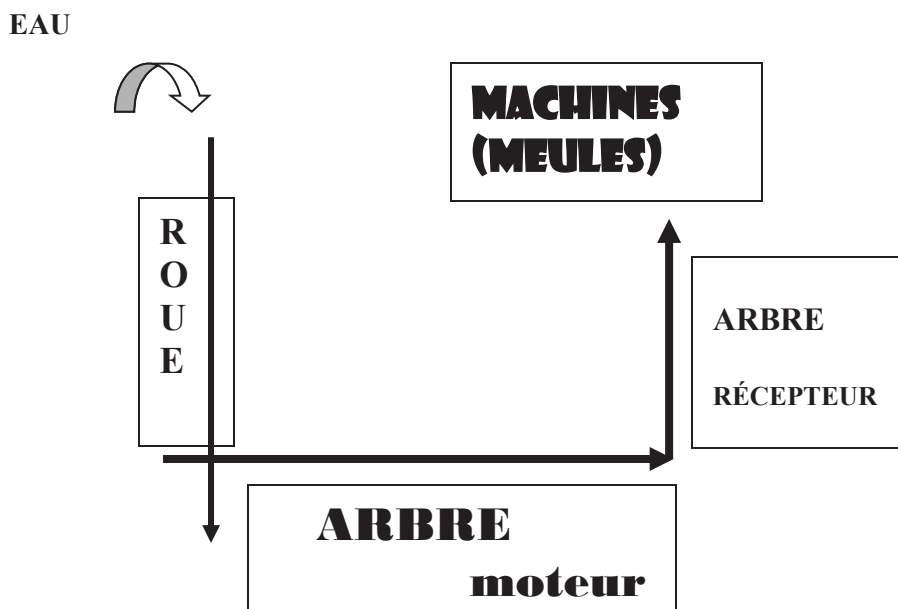 EAU
MACHINES
(MEULES)
R
O
U
E
ARBRE
RÉCEPTEUR
ARBRE
moteur